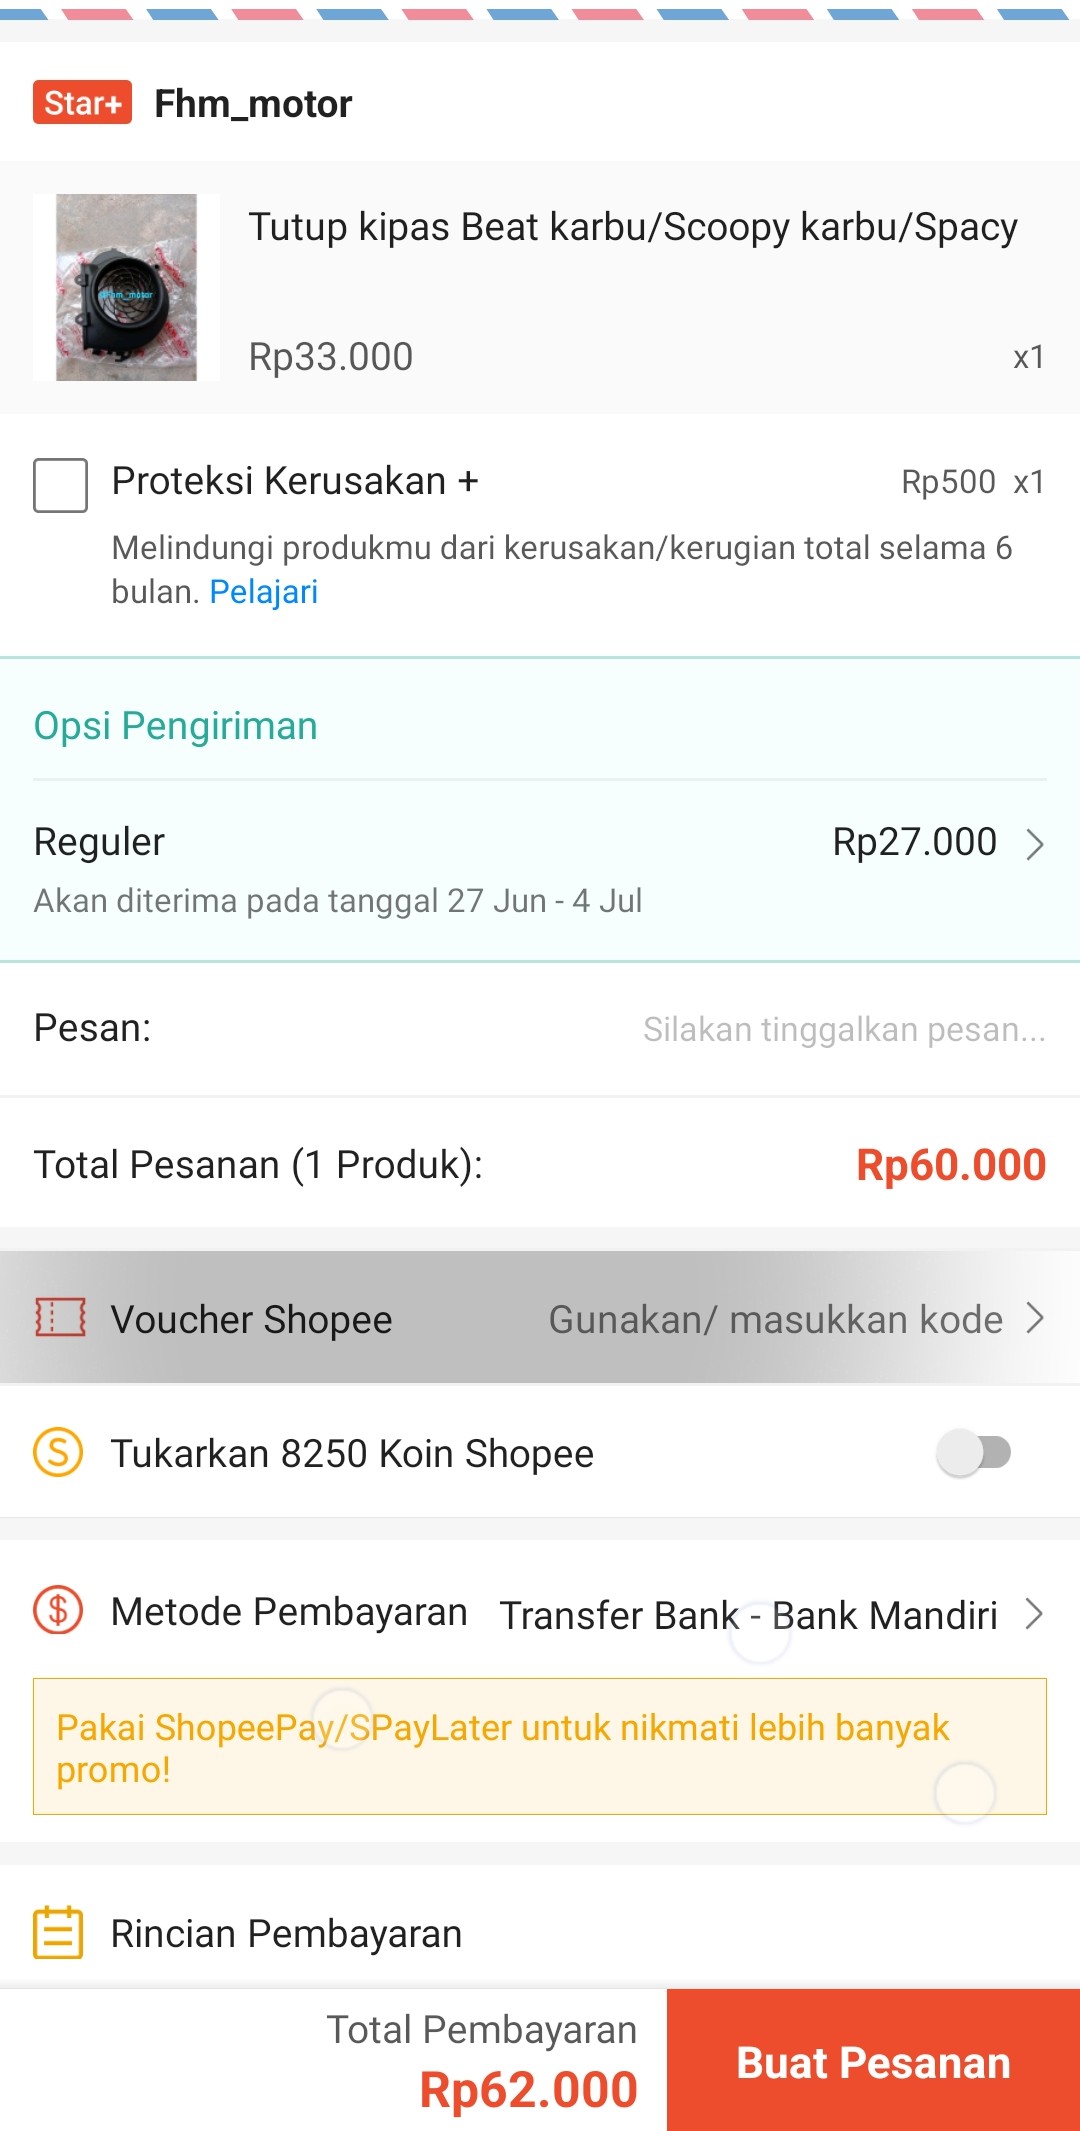 Star+ Fhm_motor
Tutup kipas Beat karbu/Scoopy karbu/Spacy
Rp33.000 x1
Proteksi Kerusakan + Rp500 x1
Melindungi produkmu dari kerusakan/kerugian total selama 6
bulan. Pelajari
Opsi Pengiriman
Reguler Rp27.000
Akan diterima pada tanggal 27 Jun - 4 Jul
Pesan: Silakan tinggalkan pesan...
Total Pesanan (1 Produk): Rp60.000
Voucher Shopee Gunakan/ masukkan kode
Tukarkan 8250 Koin Shopee
Metode Pembayaran Transfer Bank - Bank Mandiri
Pakai ShopeePay/SPayLater untuk nikmati lebih banyak
promo!
Rincian Pembayaran
Total Pembayaran
Rp62.000
Buat Pesanan